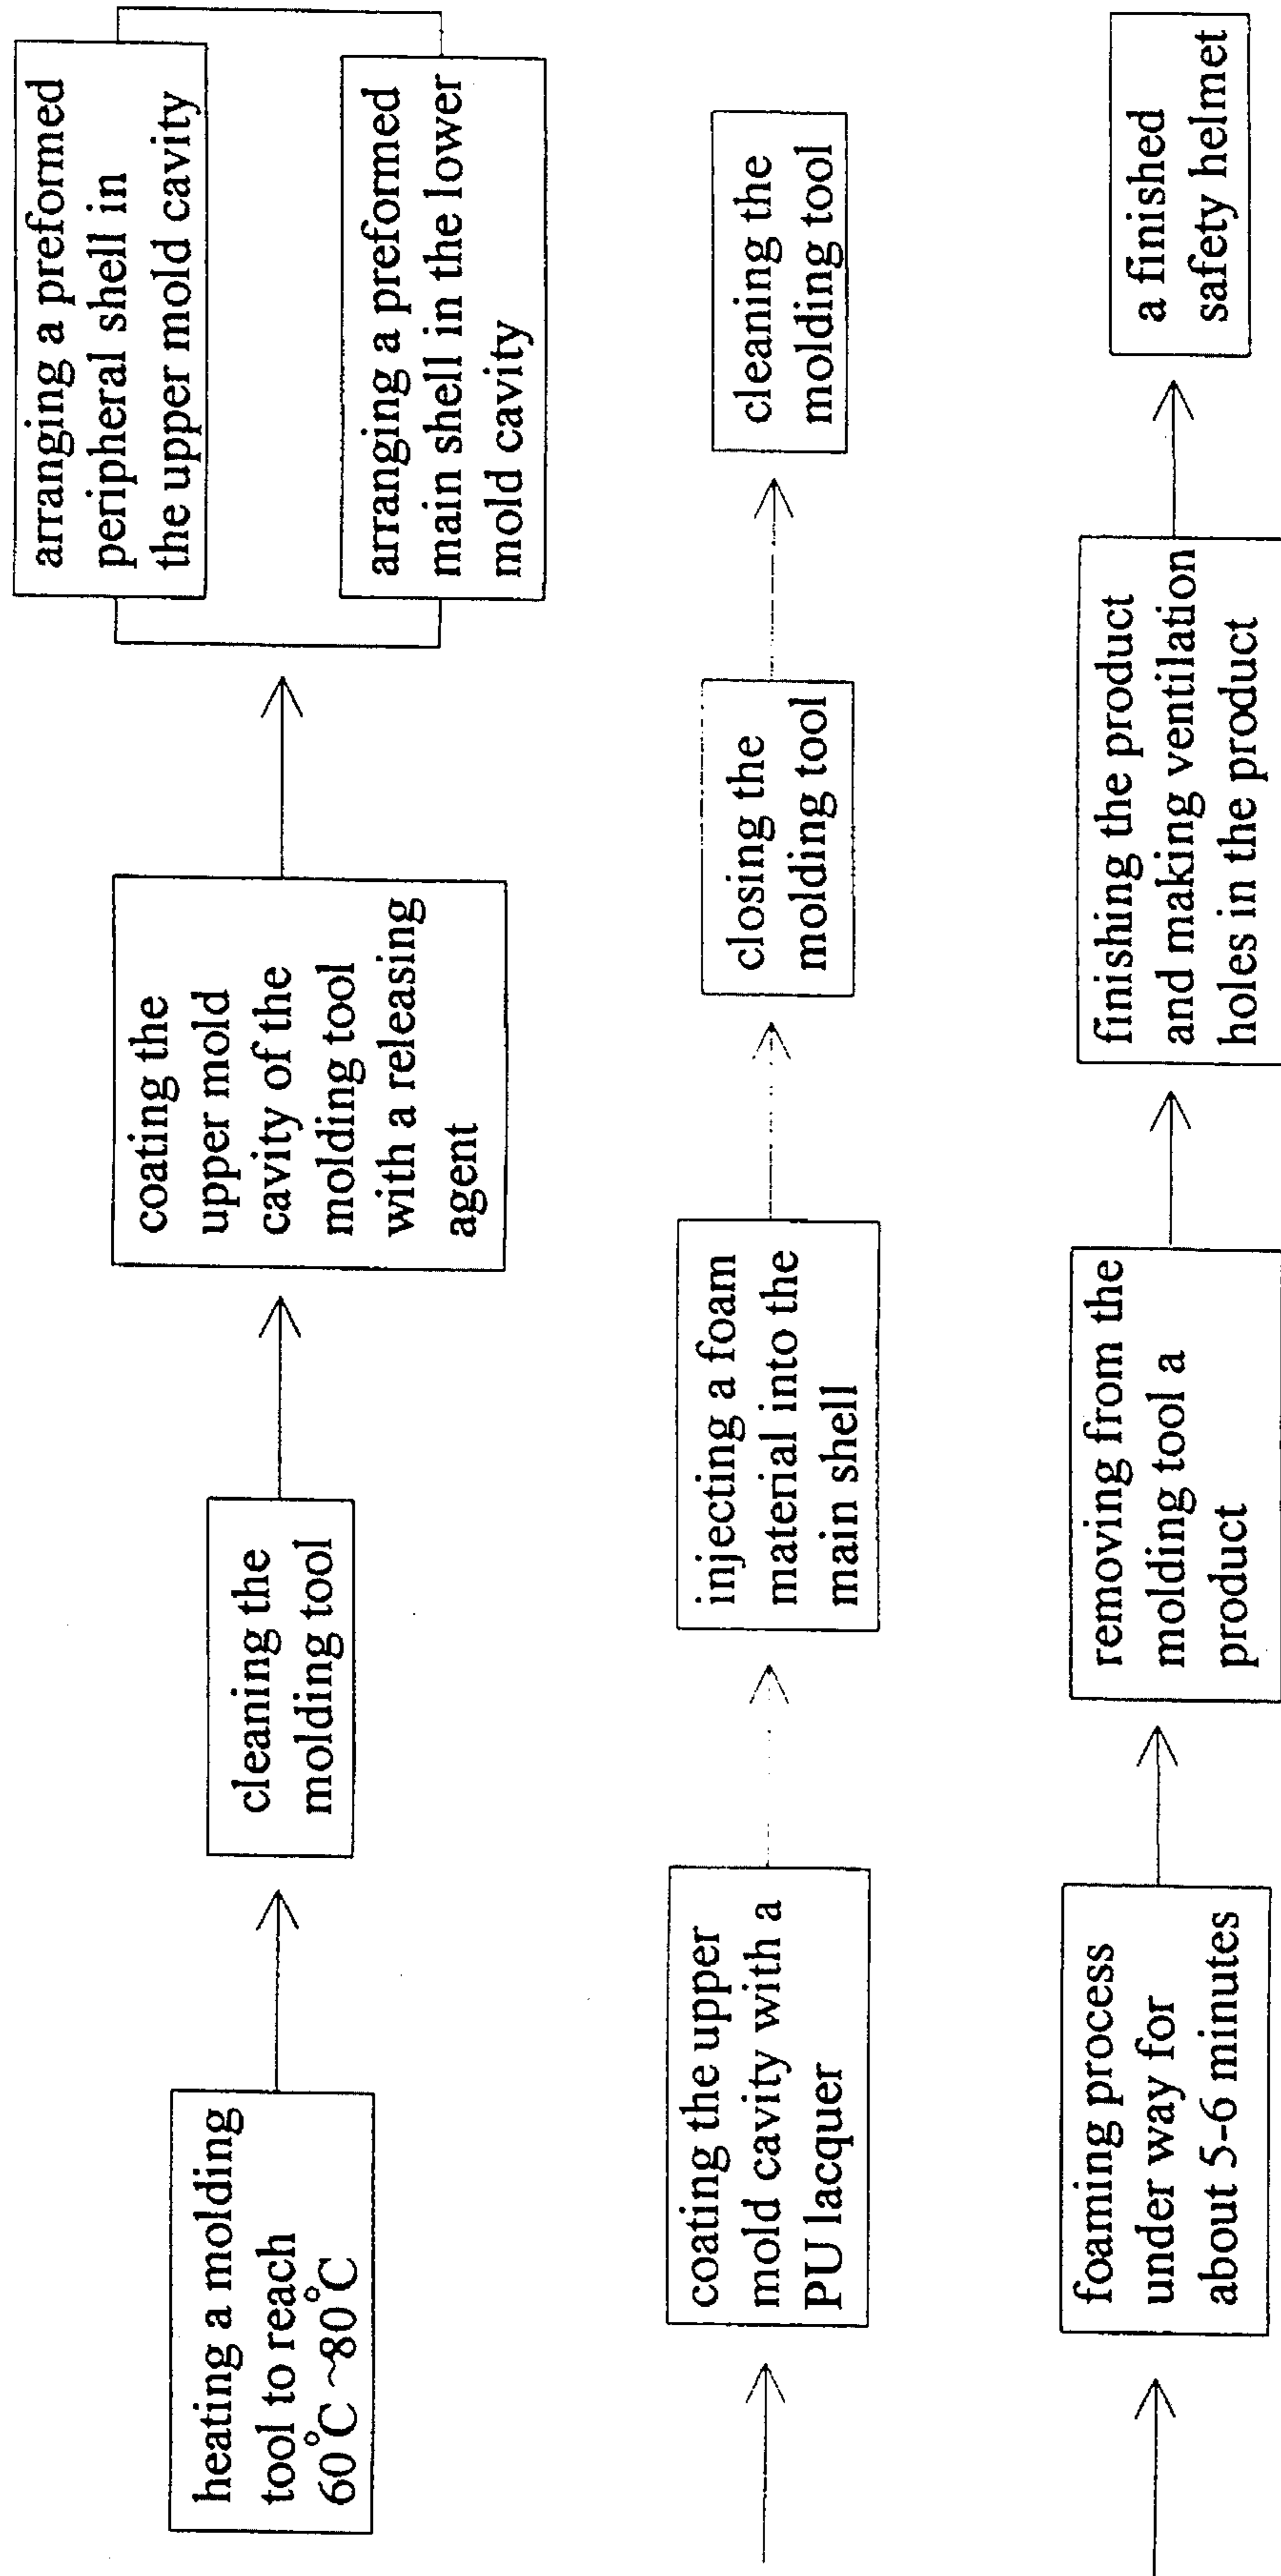 heating a molding
tool to reach
60°C ~80°C
cleaning the
molding tool
coating the
upper mold
cavity of the
molding tool
with a releasing
agent
arranging a preformed
peripheral shell in
the upper mold cavity
arranging a preformed
main shell in the lower
mold cavity
coating the upper
mold cavity with a
PU lacquer
injecting a foam
material into the
main shell
closing the
molding tool
cleaning the
molding tool
foaming process
under way for
about 5-6 minutes
removing from the
molding tool a
product
finishing the product
and making ventilation
holes in the product
a finished
safety helmet